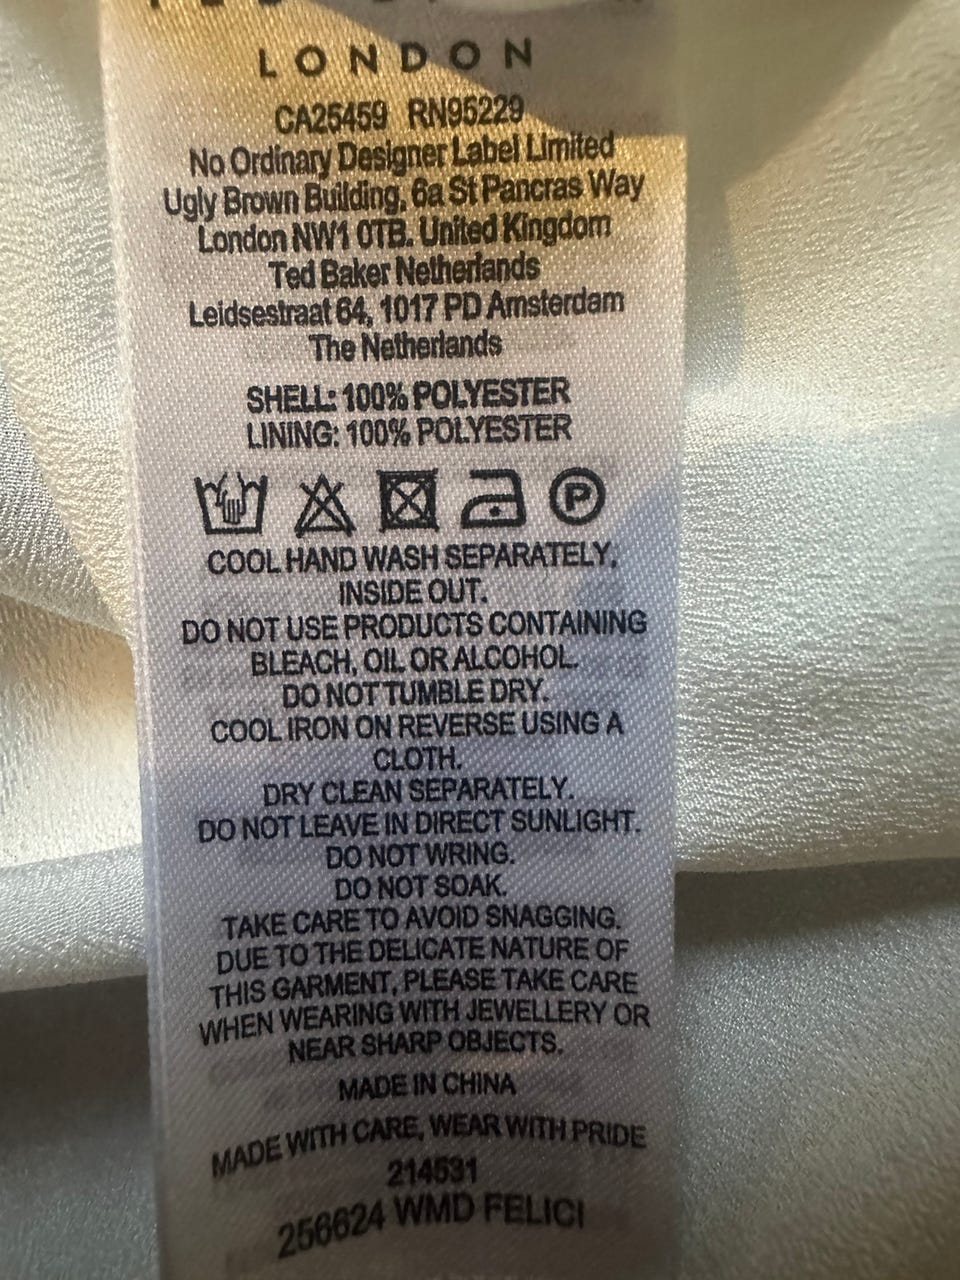 LONDON
CA25459 RN95229
No Ordinary Designer Label Limited
Ugly Brown Building, 6a St Pancras Way
London NW1 0TB. United Kingdom
Ted Baker Netherlands
Leidsestraat 64, 1017 PD Amsterdam
The Netherlands
SHELL: 100% POLYESTER
LINING: 100% POLYESTER
P
COOL HAND WASH SEPARATELY,
INSIDE OUT.
DO NOT USE PRODUCTS CONTAINING
BLEACH, OIL OR ALCOHOL.
DO NOT TUMBLE DRY.
COOL IRON ON REVERSE USING A
CLOTH.
DRY CLEAN SEPARATELY.
DO NOT LEAVE IN DIRECT SUNLIGHT.
DO NOT WRING.
DO NOT SOAK.
TAKE CARE TO AVOID SNAGGING.
DUE TO THE DELICATE NATURE OF
THIS GARMENT, PLEASE TAKE CARE
WHEN WEARING WITH JEWELLERY OR
NEAR SHARP OBJECTS.
MADE IN CHINA
MADE WITH CARE, WEAR WITH PRIDE
214531
256624 WMD FELICI